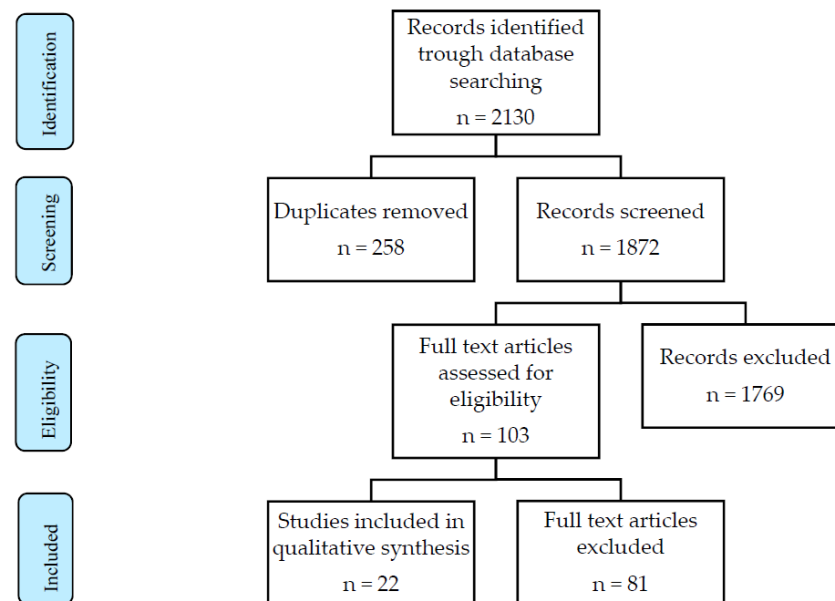 Identification
Records identified
trough database
searching
n = 2130
Screening
Duplicates removed
n = 258
Records screened
n = 1872
Eligibility
Full text articles
assessed for
eligibility
n = 103
Records excluded
n = 1769
Included
Studies included in
qualitative synthesis
n = 22
Full text articles
excluded
n = 81